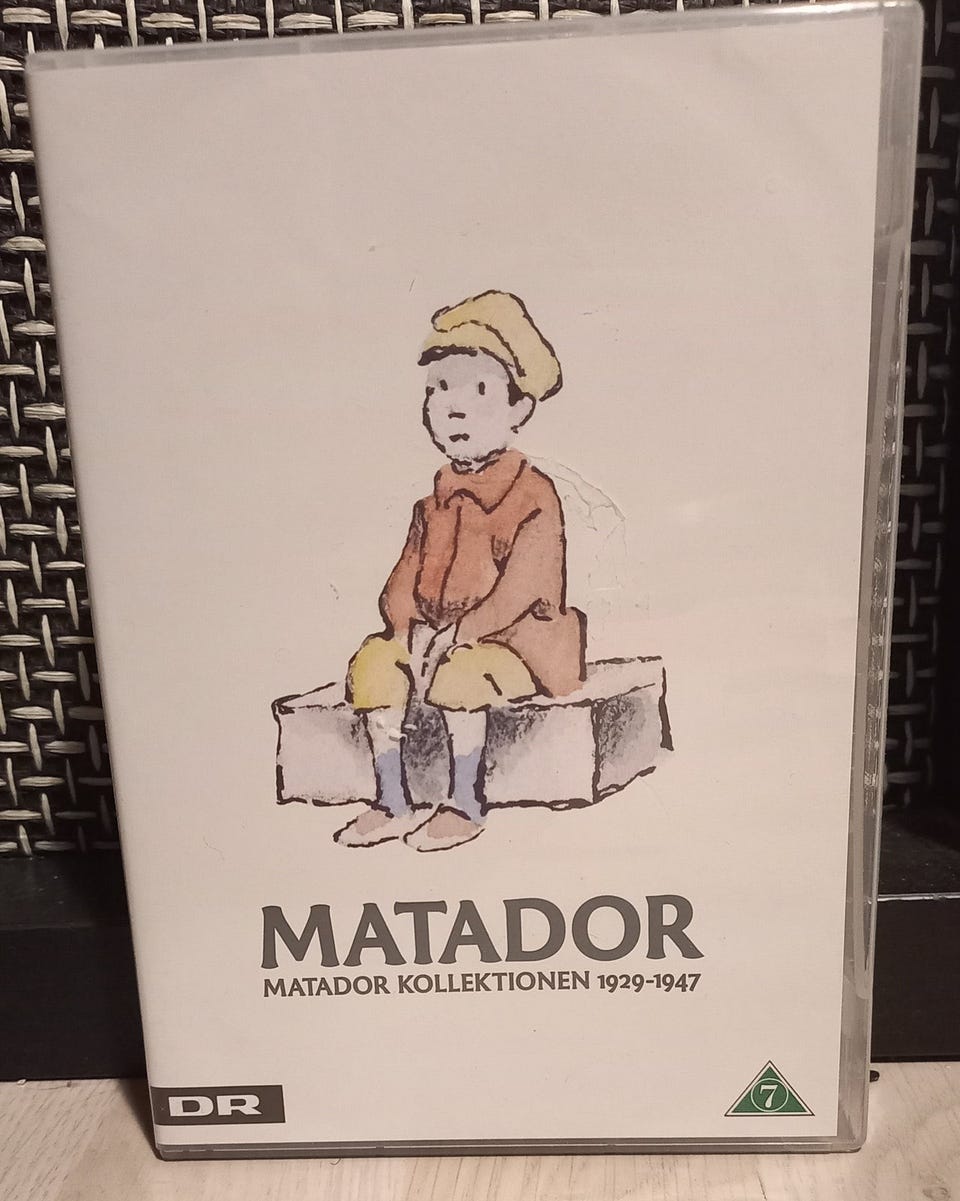 MATADOR
MATADOR KOLLEKTIONEN 1929-1947
DR
7